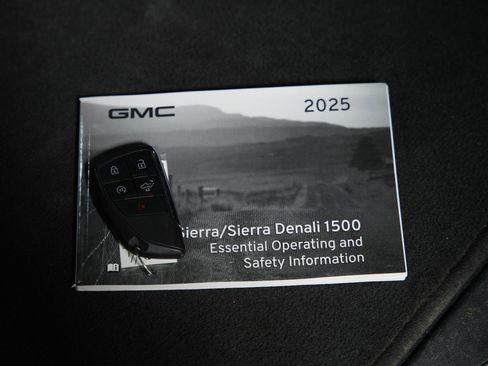 GMC 2025
Sierra/Sierra Denali 1500
Essential Operating and
Safety Information